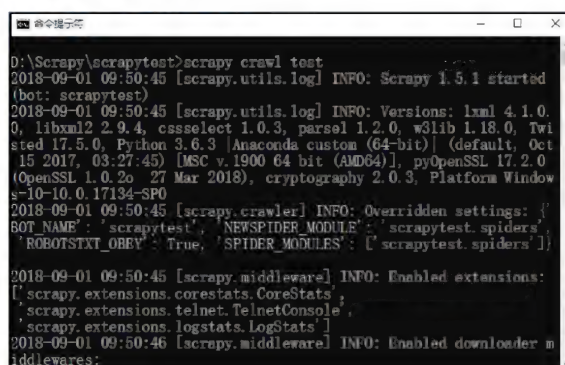 命令提示符
D:\Scrapy\scrapytest>scrapy crawl test
2018-09-01 09:50:45 [scrapy.utils.log] INFO: Scrapy 1.5.1 started
(bot: scrapytest)
2018-09-01 09:50:45 [scrapy.utils.log] INFO: Versions: lxml 4.1.0.
0, libxml2 2.9.4, cssselect 1.0.3, parsel 1.2.0, w3lib 1.18.0, Twi
sted 17.5.0, Python 3.6.3 |Anaconda custom (64-bit)| (default, Oct
15 2017, 03:27:45) [MSC v.1900 64 bit (AMD64)], pyOpenSSL 17.2.0
(OpenSSL 1.0.2o  27 Mar 2018), cryptography 2.0.3, Platform Window
s-10-10.0.17134-SP0
2018-09-01 09:50:45 [scrapy.crawler] INFO: Overridden settings: {'
BOT_NAME': 'scrapytest', 'NEWSPIDER_MODULE': 'scrapytest.spiders',
'ROBOTSTXT_OBEY': True, 'SPIDER_MODULES': ['scrapytest.spiders']}
2018-09-01 09:50:45 [scrapy.middleware] INFO: Enabled extensions:
['scrapy.extensions.corestats.CoreStats',
'scrapy.extensions.telnet.TelnetConsole',
'scrapy.extensions.logstats.LogStats']
2018-09-01 09:50:46 [scrapy.middleware] INFO: Enabled downloader m
iddlewares: